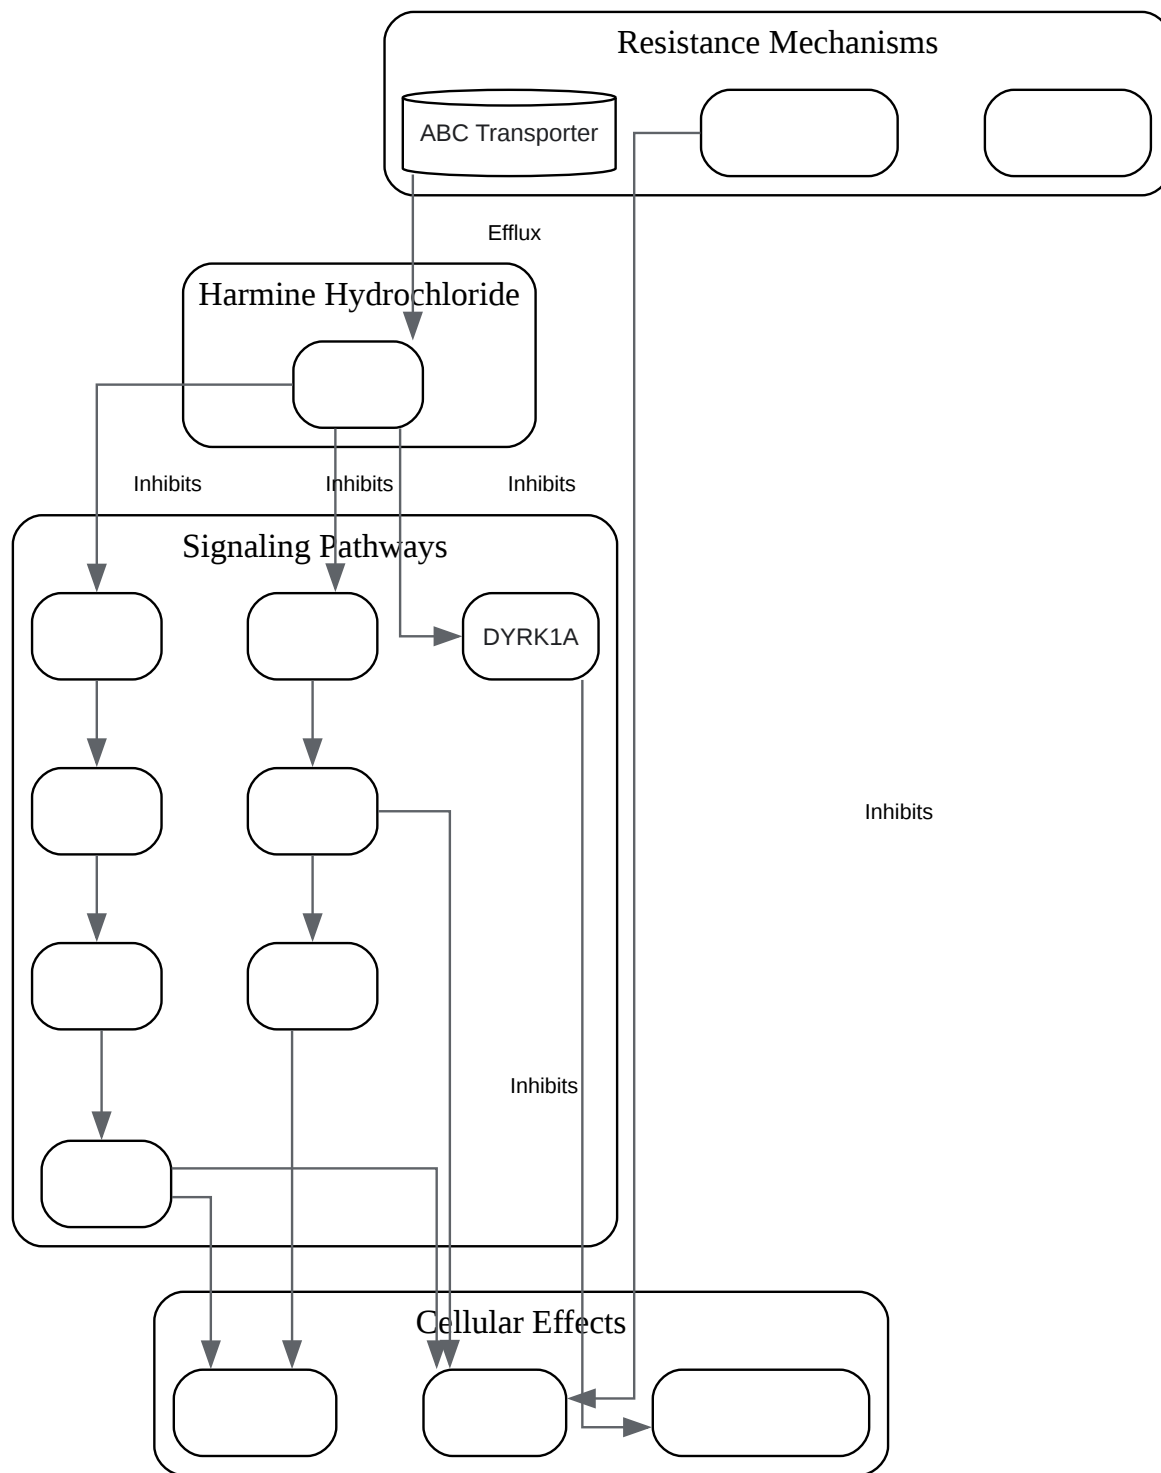 Resistance Mechanisms
ABC Transporter
Efflux
Harmine Hydrochloride
Inhibits
Inhibits
Inhibits
Signaling Pathways
DYRK1A
Inhibits
Inhibits
Cellular Effects